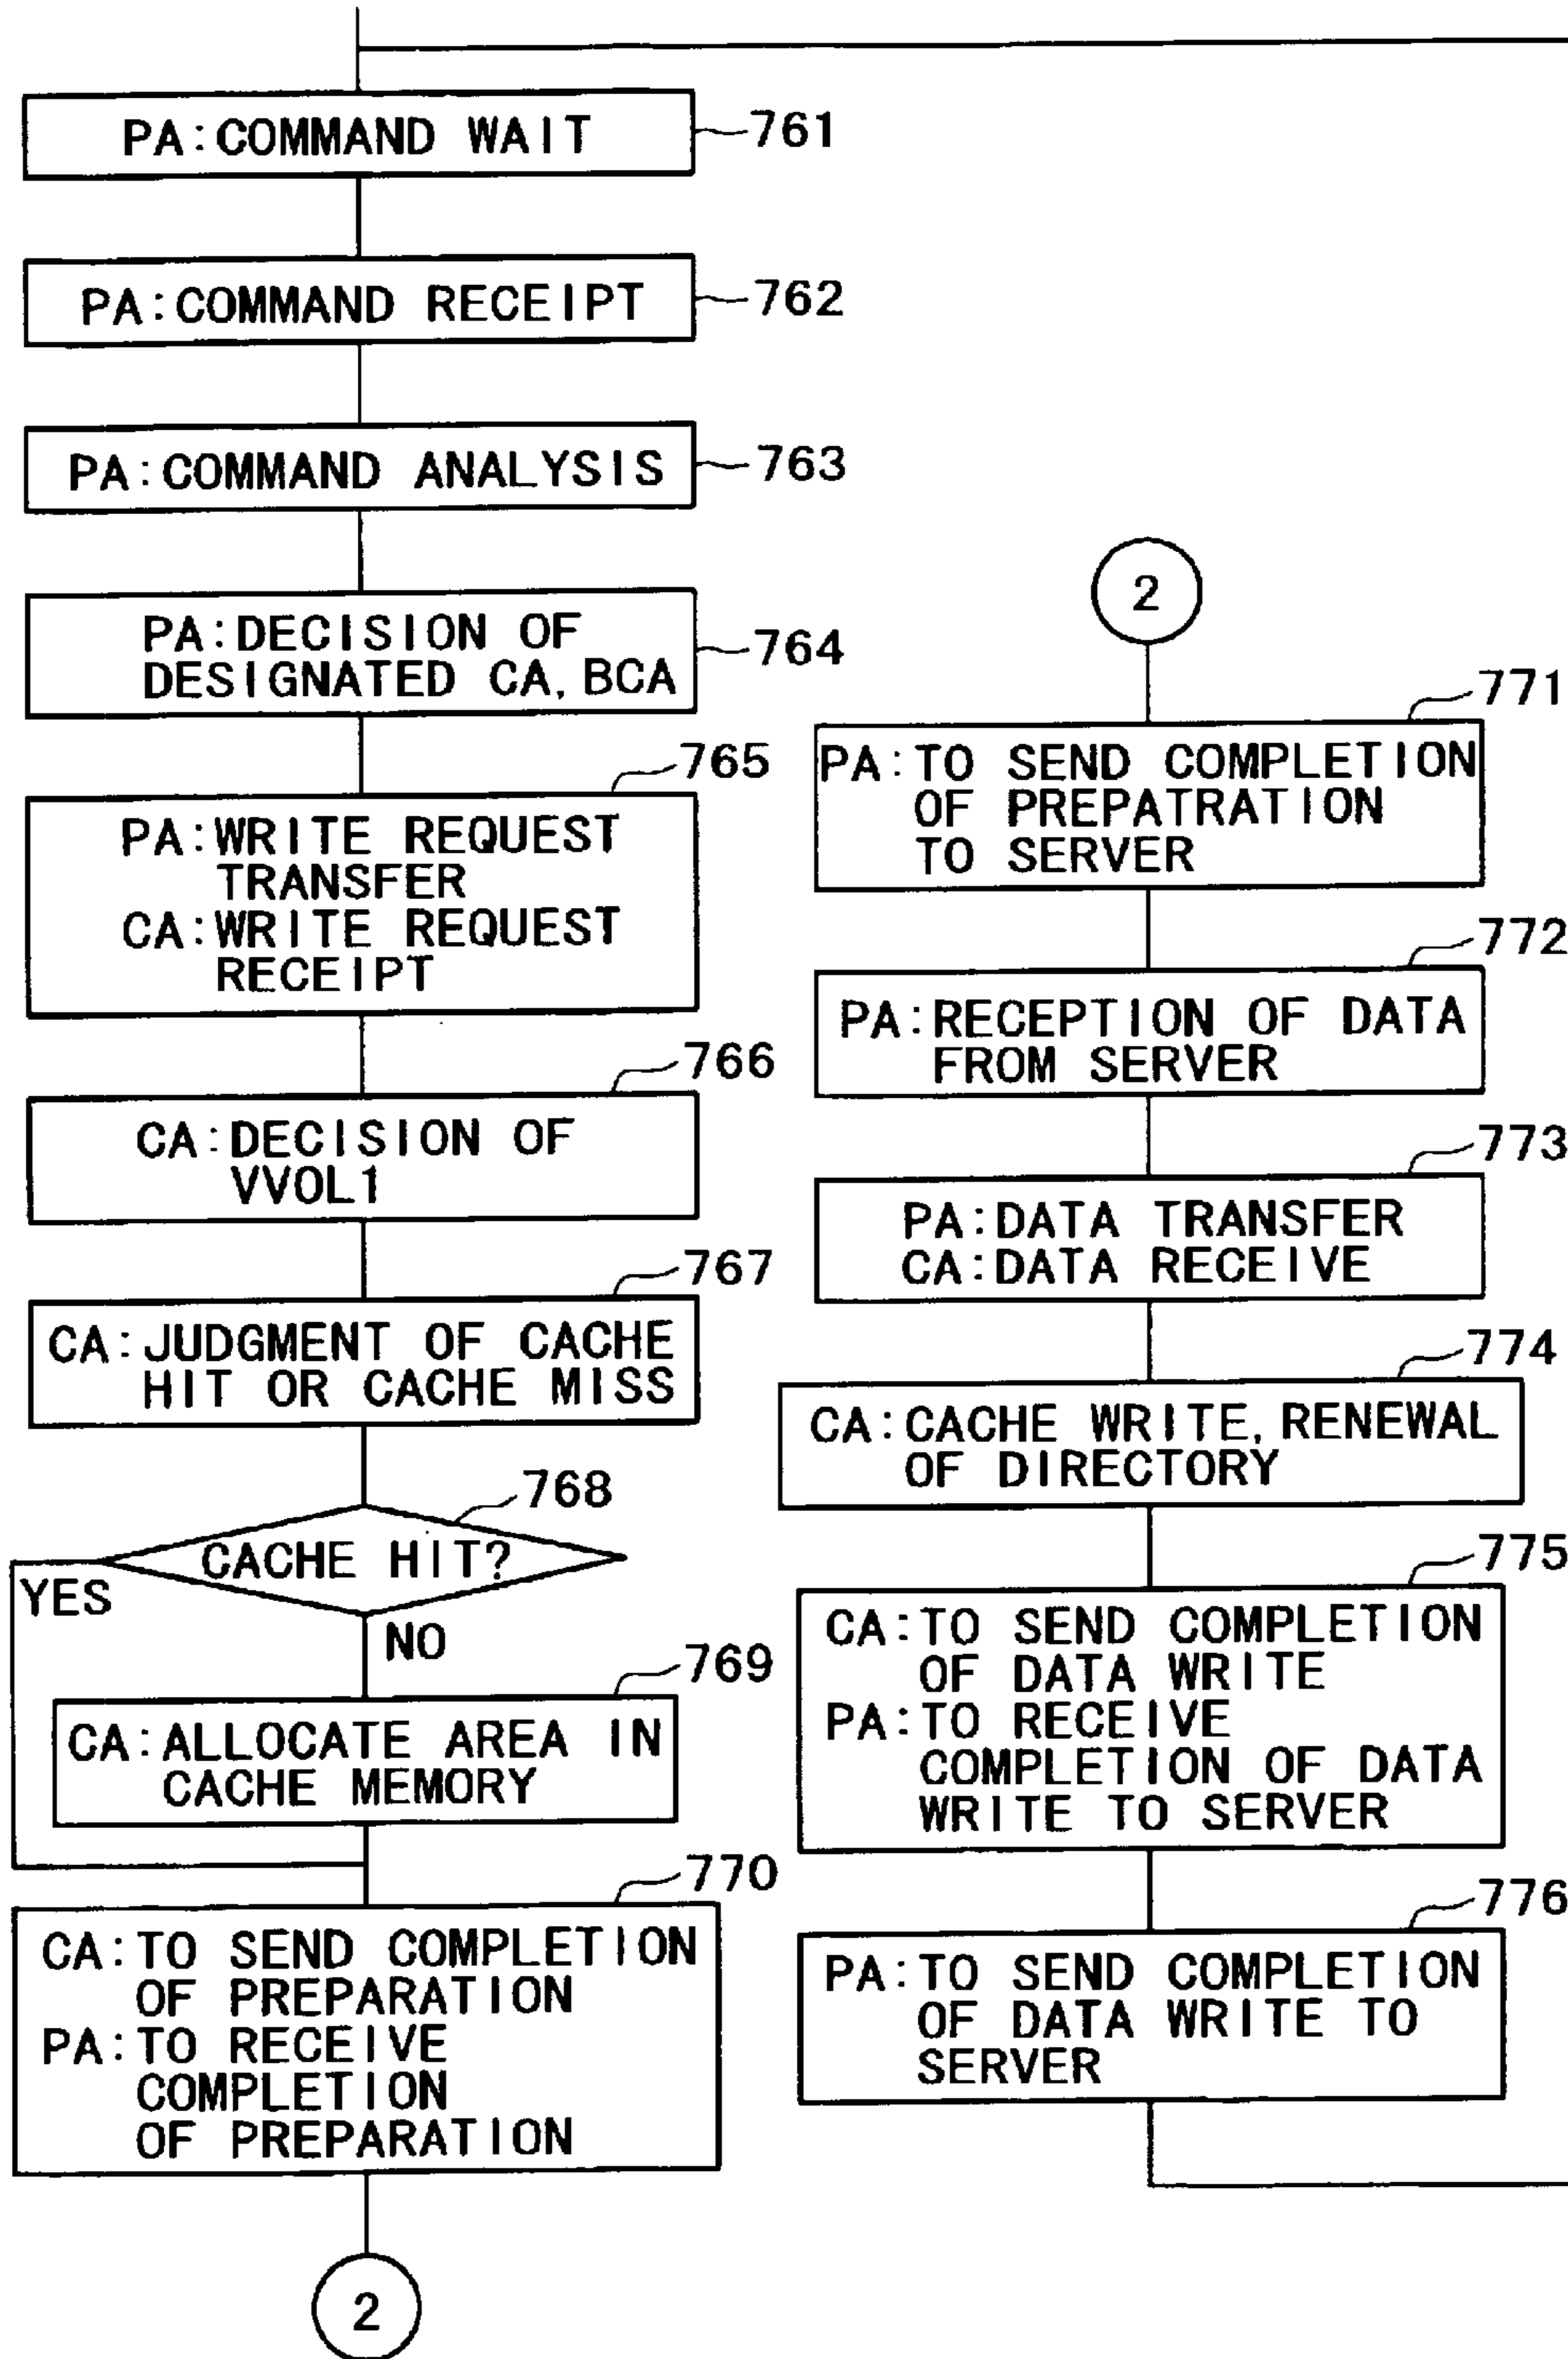 PA:COMMAND WAIT
761
PA:COMMAND RECEIPT
762
PA:COMMAND ANALYSIS
763
PA:DECISION OF
DESIGNATED CA, BCA
764
765
PA:WRITE REQUEST
TRANSFER
CA:WRITE REQUEST
RECEIPT
766
CA:DECISION OF
VVOL1
767
CA:JUDGMENT OF CACHE
HIT OR CACHE MISS
768
CACHE HIT?
YES
NO
769
CA:ALLOCATE AREA IN
CACHE MEMORY
770
CA:TO SEND COMPLETION
OF PREPARATION
PA:TO RECEIVE
COMPLETION
OF PREPARATION
2
2
771
PA:TO SEND COMPLETION
OF PREPATRATION
TO SERVER
772
PA:RECEPTION OF DATA
FROM SERVER
773
PA:DATA TRANSFER
CA:DATA RECEIVE
774
CA:CACHE WRITE, RENEWAL
OF DIRECTORY
775
CA:TO SEND COMPLETION
OF DATA WRITE
PA:TO RECEIVE
COMPLETION OF DATA
WRITE TO SERVER
776
PA:TO SEND COMPLETION
OF DATA WRITE TO
SERVER